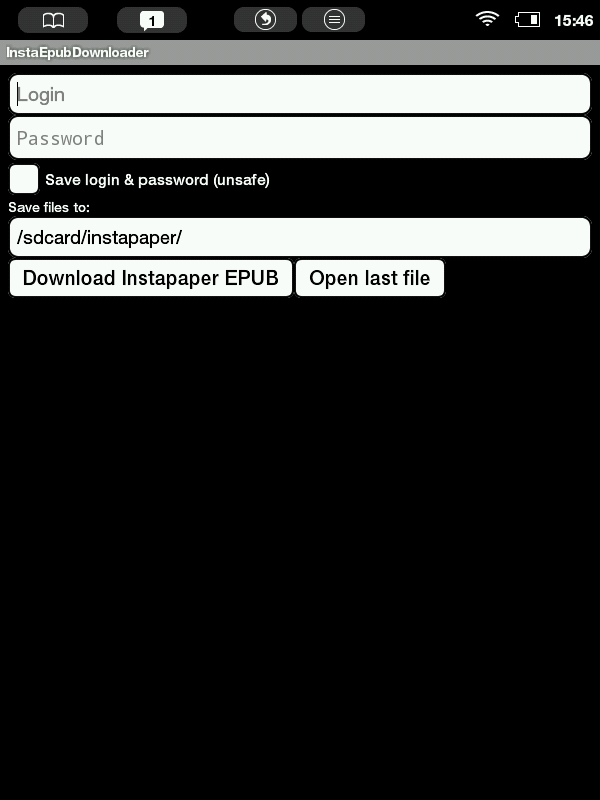 1
15:46
InstaEpubDownloader
Login
Password
Save login & password (unsafe)
Save files to:
/sdcard/instapaper/
Download Instapaper EPUB Open last file